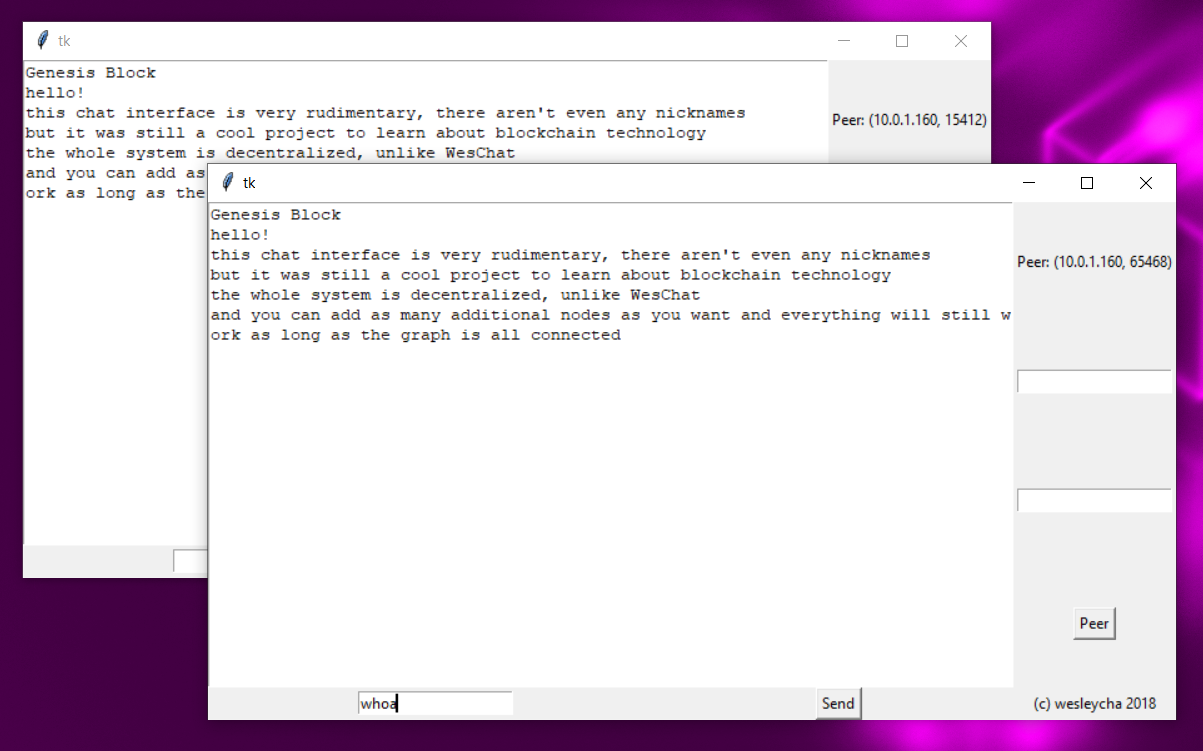 tk
Genesis Block
hello!
this chat interface is very rudimentary, there aren't even any nicknames
but it was still a cool project to learn about blockchain technology
the whole system is decentralized, unlike WesChat
and you can add as
ork as long as the
Peer: (10.0.1.160, 15412)
tk
Genesis Block
hello!
this chat interface is very rudimentary, there aren't even any nicknames
but it was still a cool project to learn about blockchain technology
the whole system is decentralized, unlike WesChat
and you can add as many additional nodes as you want and everything will still w
ork as long as the graph is all connected
Peer: (10.0.1.160, 65468)
Peer
whoa
Send
(c) wesleycha 2018